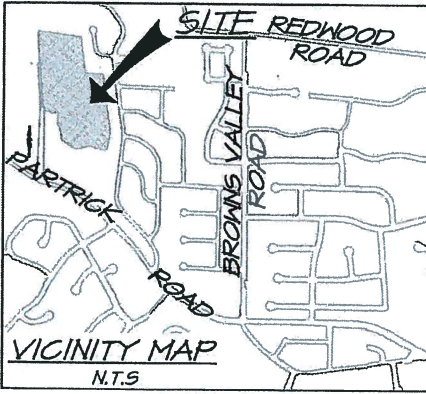 SITE REDWOOD
ROAD
BROWNS VALLEY
ROAD
PARTRICK
ROAD
VICINITY MAP
N.T.S